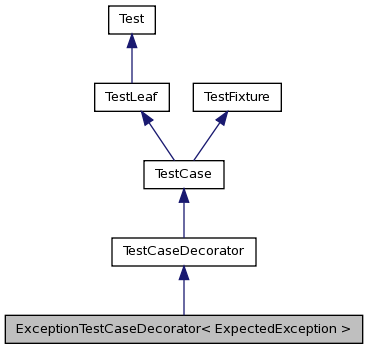 Test
TestLeaf
TestFixture
TestCase
TestCaseDecorator
ExceptionTestCaseDecorator< ExpectedException >